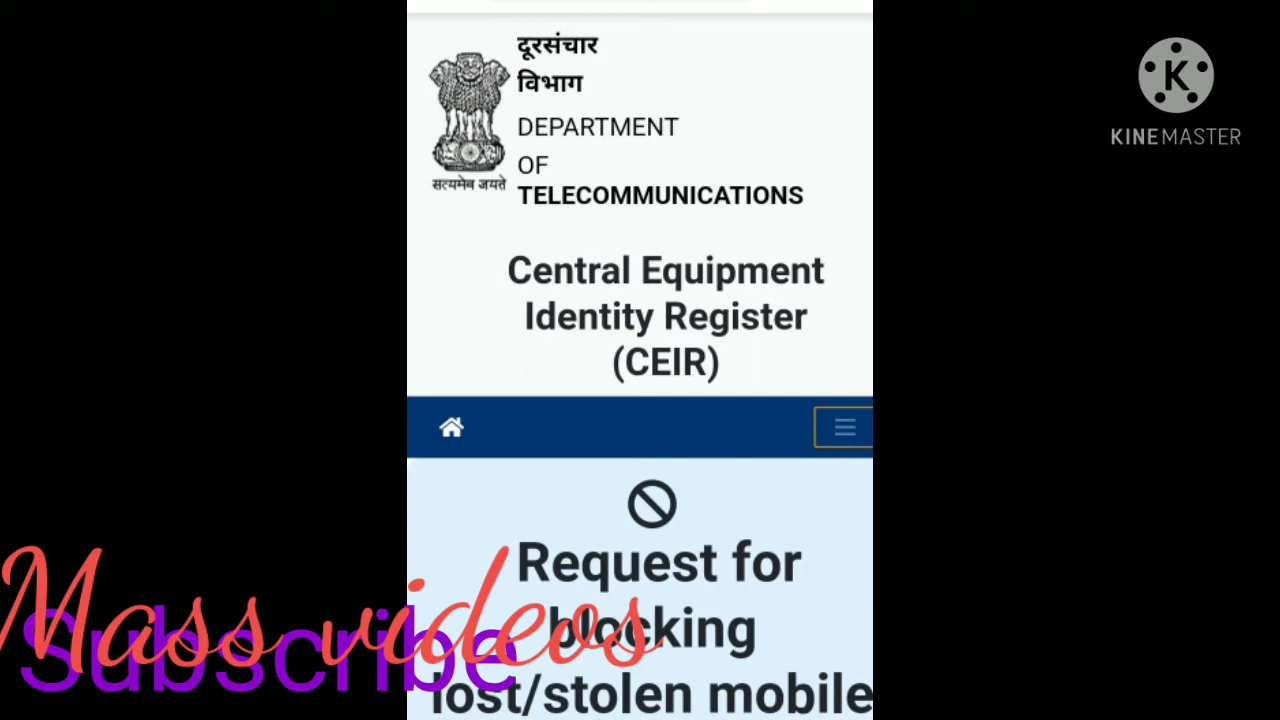 दूरसंचार
विभाग
DEPARTMENT
OF
TELECOMMUNICATIONS
सत्यमेव जयते
Central Equipment
Identity Register
(CEIR)
Request for
blocking
lost/stolen mobile
Mass videos
Subscribe
K
KINEMASTER